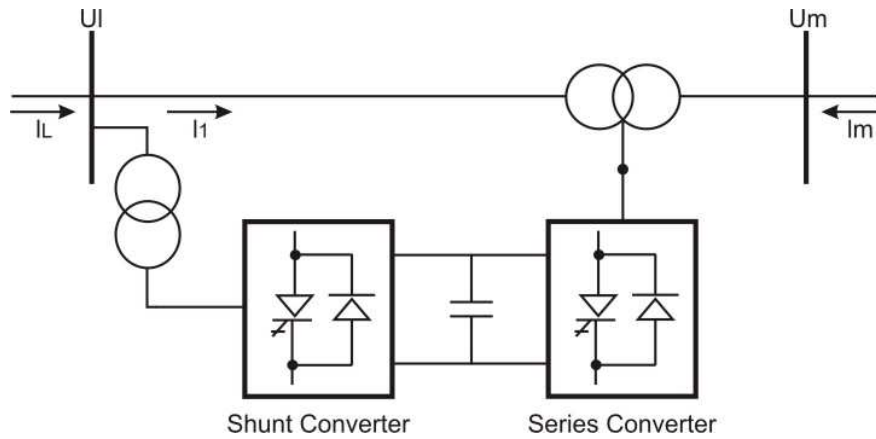 Ul
Um
IL
I1
Im
Shunt Converter
Series Converter